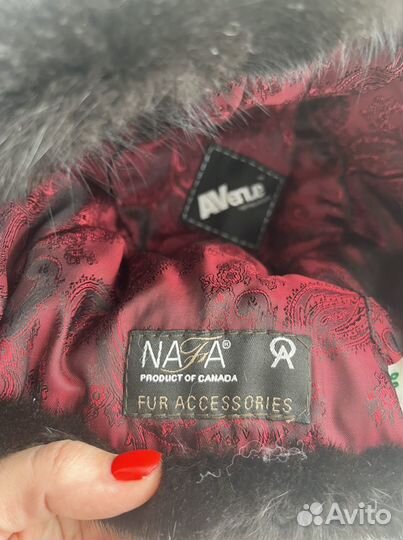 AVenue
NAFA®
PRODUCT OF CANADA
FUR ACCESSORIES
Avito